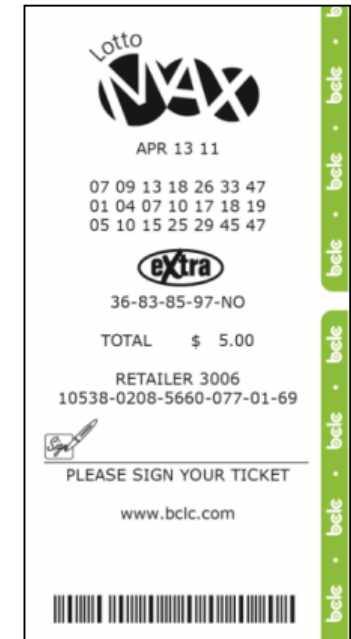 Lotto
MAX
APR 13 11
07 09 13 18 26 33 47
01 04 07 10 17 18 19
05 10 15 25 29 45 47
eXtra
36-83-85-97-NO
TOTAL $ 5.00
RETAILER 3006
10538-0208-5660-077-01-69
Sign
PLEASE SIGN YOUR TICKET
www.bclc.com
bclc • bclc • bclc
bclc • bclc • bclc • bclc